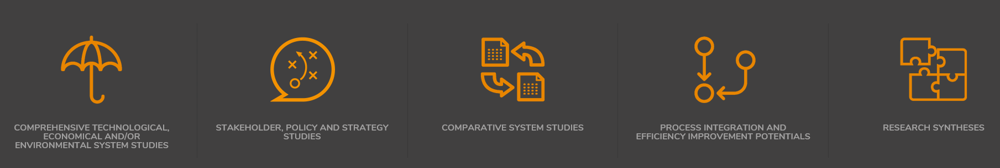 COMPREHENSIVE TECHNOLOGICAL,
ECONOMICAL AND/OR
ENVIRONMENTAL SYSTEM STUDIES
STAKEHOLDER, POLICY AND STRATEGY
STUDIES
COMPARATIVE SYSTEM STUDIES
PROCESS INTEGRATION AND
EFFICIENCY IMPROVEMENT POTENTIALS
RESEARCH SYNTHESES